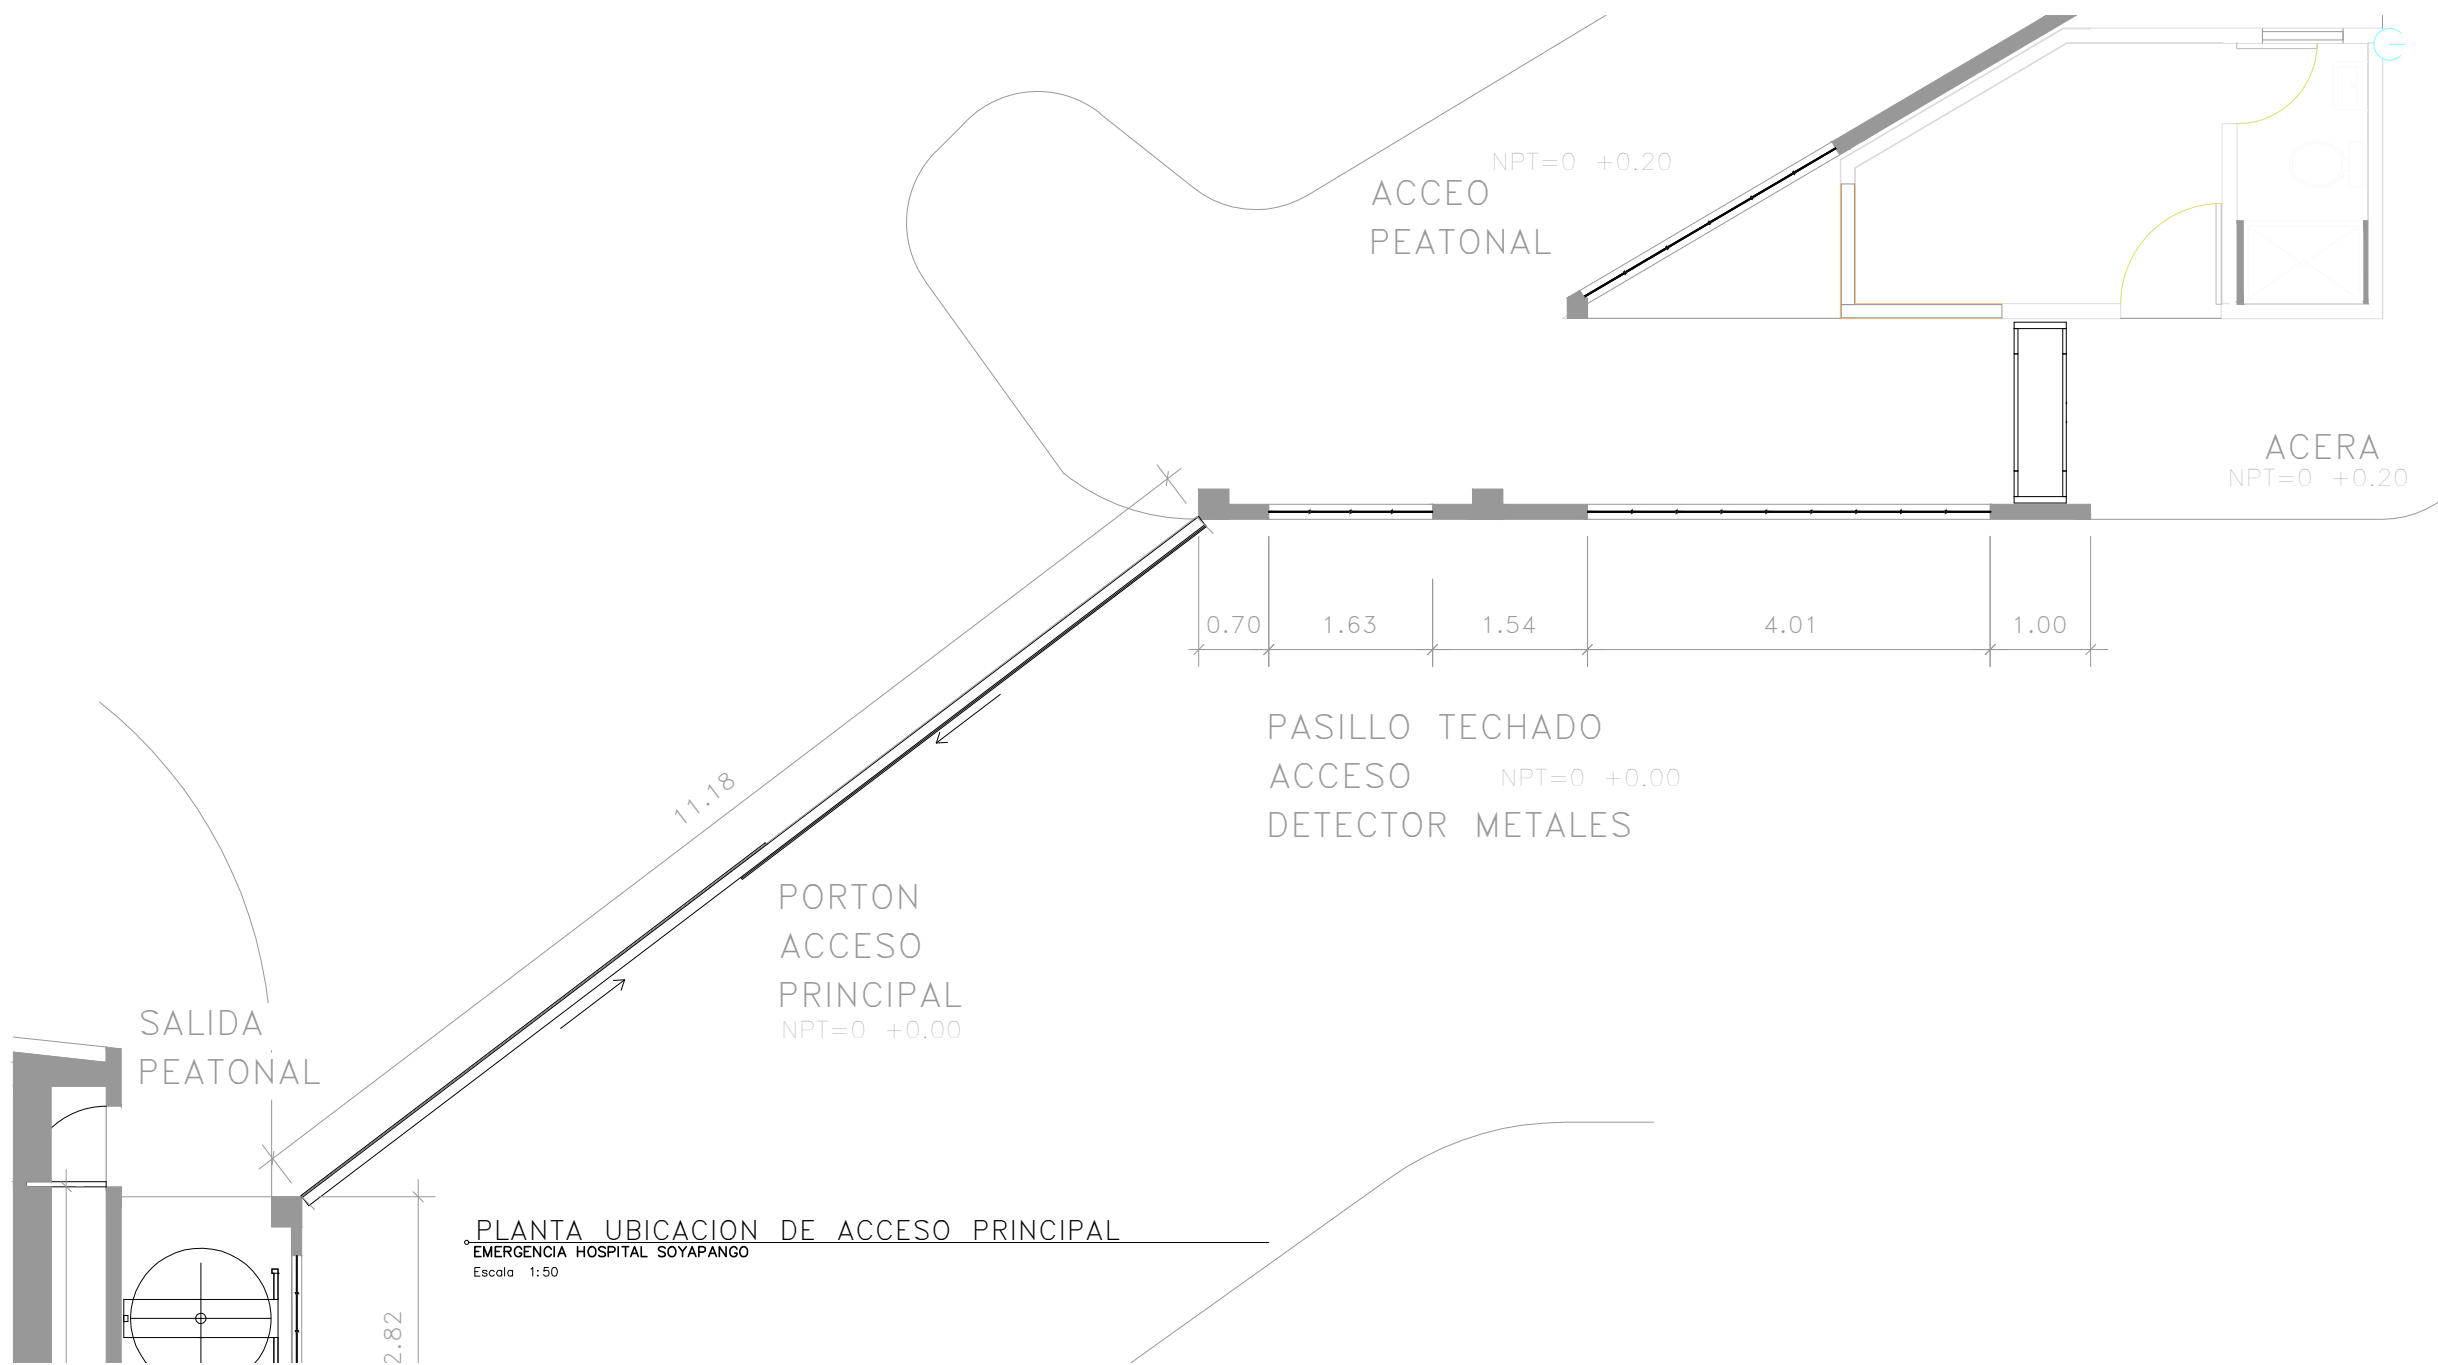 NPT=0 +0.20
ACCEO
PEATONAL
ACERA
NPT=0 +0.20
0.70
1.63
1.54
4.01
1.00
11.18
PASILLO TECHADO
ACCESO NPT=0 +0.00
DETECTOR METALES
PORTON
ACCESO
PRINCIPAL
NPT=0 +0.00
SALIDA
PEATONAL
PLANTA UBICACION DE ACCESO PRINCIPAL
EMERGENCIA HOSPITAL SOYAPANGO
Escala 1:50
2.82